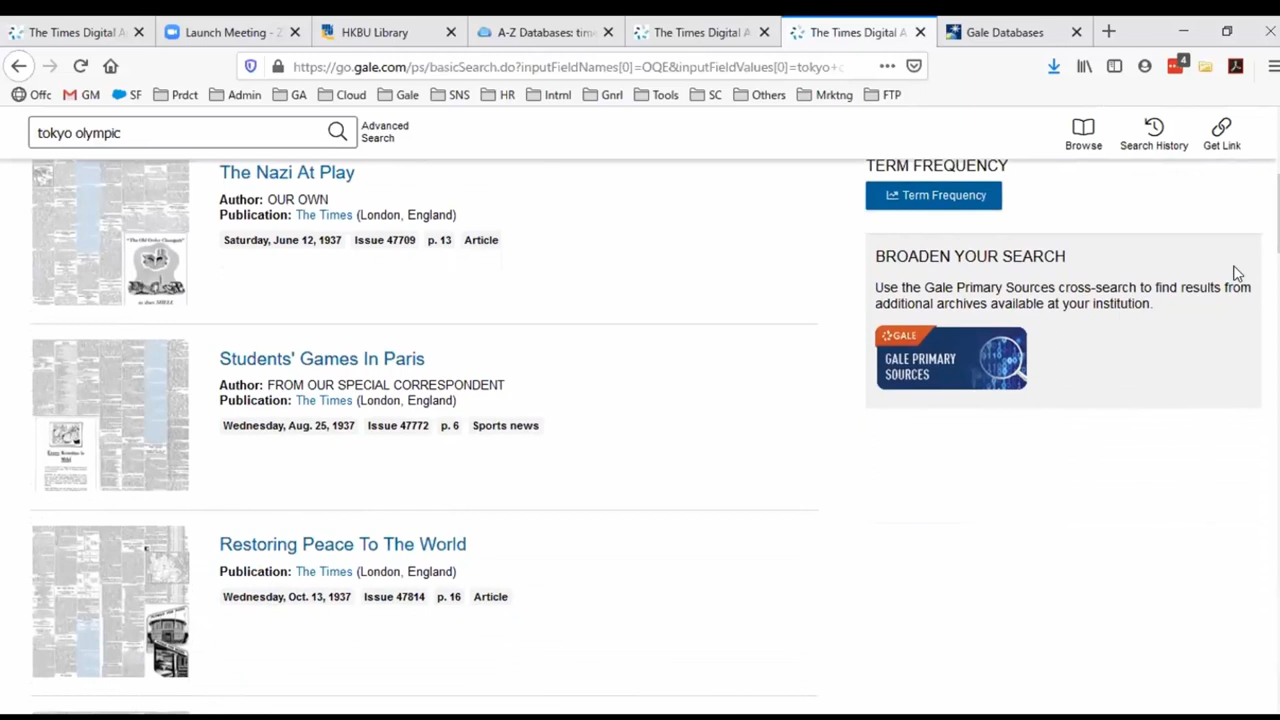 The Times Digital A
Launch Meeting - Z
HKBU Library
A-Z Databases: time
The Times Digital A
The Times Digital A
Gale Databases
https://go.gale.com/ps/basicSearch.do?inputFieldNames[0]=OQE&inputFieldValues[0]=tokyo+c
4
Offc GM SF Prdct Admin GA Cloud Gale SNS HR Intrnl Gnrl Tools SC Others Mrktng FTP
tokyo olympic
Advanced
Search
Browse
Search History
Get Link
The Nazi At Play
Author: OUR OWN
Publication: The Times (London, England)
Saturday, June 12, 1937 Issue 47709 p. 13 Article
Students' Games In Paris
Author: FROM OUR SPECIAL CORRESPONDENT
Publication: The Times (London, England)
Wednesday, Aug. 25, 1937 Issue 47772 p. 6 Sports news
Restoring Peace To The World
Publication: The Times (London, England)
Wednesday, Oct. 13, 1937 Issue 47814 p. 16 Article
TERM FREQUENCY
Term Frequency
BROADEN YOUR SEARCH
Use the Gale Primary Sources cross-search to find results from
additional archives available at your institution.
GALE
GALE PRIMARY
SOURCES